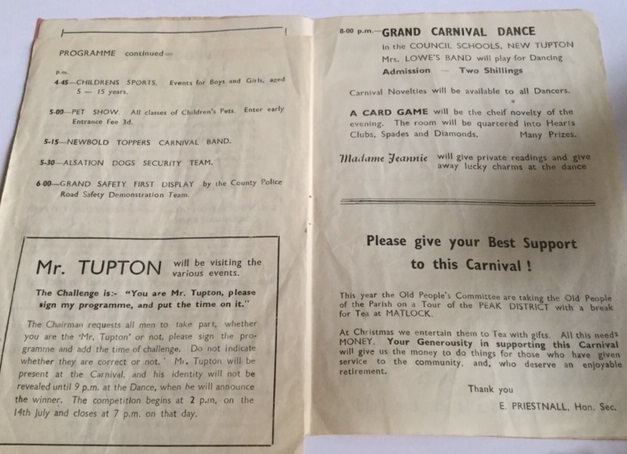 PROGRAMME continued—
p.m.
4-45—CHILDRENS SPORTS. Events for Boys and Girls, aged
5 — 15 years.
5-00—PET SHOW. All classes of Children's Pets. Enter early
Entrance Fee 3d.
5-15—NEWBOLD TOPPERS CARNIVAL BAND.
5-30—ALSATION DOGS SECURITY TEAM.
6-00—GRAND SAFETY FIRST DISPLAY by the County Police
Road Safety Demonstration Team.
Mr. TUPTON will be visiting the
various events.
The Challenge is:- "You are Mr. Tupton, please
sign my programme, and put the time on it."
The Chairman requests all men to take part, whether
you are the 'Mr. Tupton' or not, please sign the pro-
gramme and add the time of challenge. Do not indicate
whether they are correct or not. Mr. Tupton will be
present at the Carnival, and his identity will not be
revealed until 9 p.m. at the Dance, when he will announce
the winner. The competition begins at 2 p.m, on the
14th July and closes at 7 p.m. on that day.
8-00 p.m.—GRAND CARNIVAL DANCE
In the COUNCIL SCHOOLS, NEW TUPTON
Mrs. LOWE'S BAND will play for Dancing
Admission — Two Shillings
Carnival Novelties will be available to all Dancers.
A CARD GAME will be the cheif novelty of the
evening. The room will be quartered into Hearts
Clubs, Spades and Diamonds. Many Prizes.
Madame Jeannie will give private readings and give
away lucky charms at the dance
Please give your Best Support
to this Carnival !
This year the Old People's Committee are taking the Old People
of the Parish on a Tour of the PEAK DISTRICT with a break
for Tea at MATLOCK.
At Christmas we entertain them to Tea with gifts. All this needs
MONEY. Your Generousity in supporting this Carnival
will give us the money to do things for those who have given
service to the community, and, who deserve an enjoyable
retirement.
Thank you
E. PRIESTNALL, Hon. Sec.